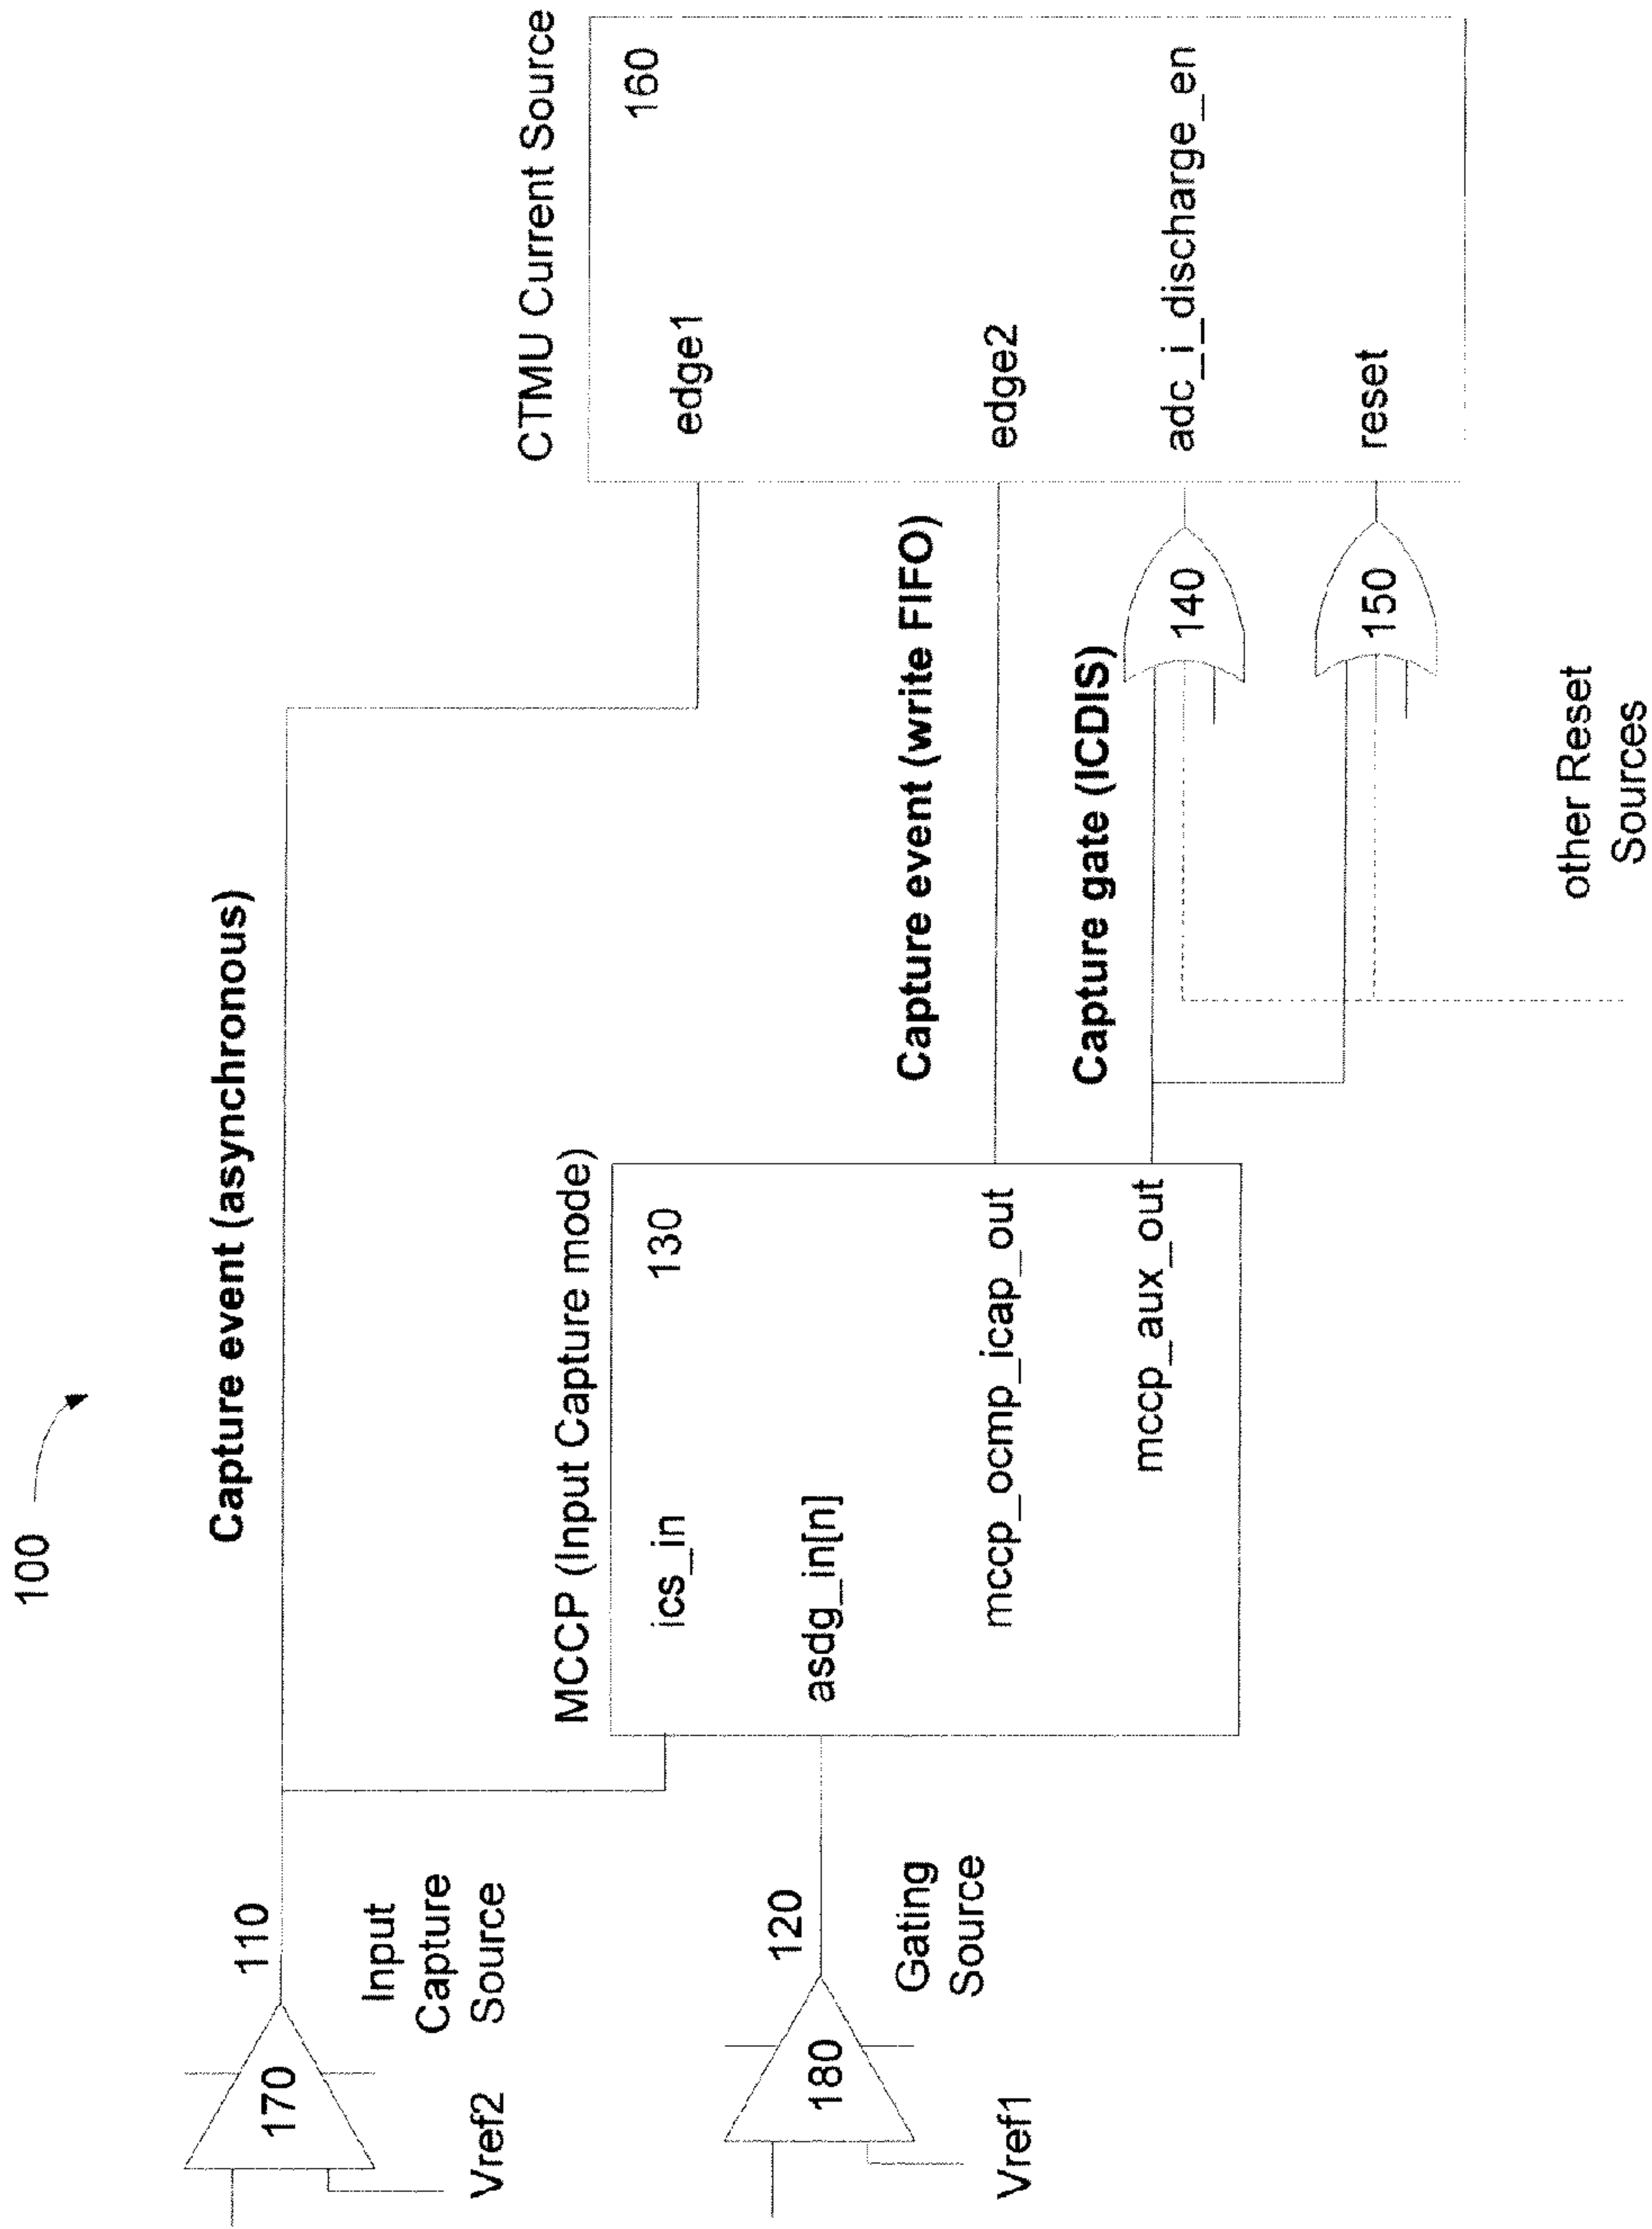 100
Capture event (asynchronous)
110
Input
Capture
Source
170
Vref2
120
Gating
Source
180
Vref1
MCCP (Input Capture mode)
130
ics_in
asdg_in[n]
mccp_ocmp_icap_out
mccp_aux_out
Capture event (write FIFO)
Capture gate (ICDIS)
140
150
other Reset
Sources
CTMU Current Source
160
edge1
edge2
adc_i_discharge_en
reset